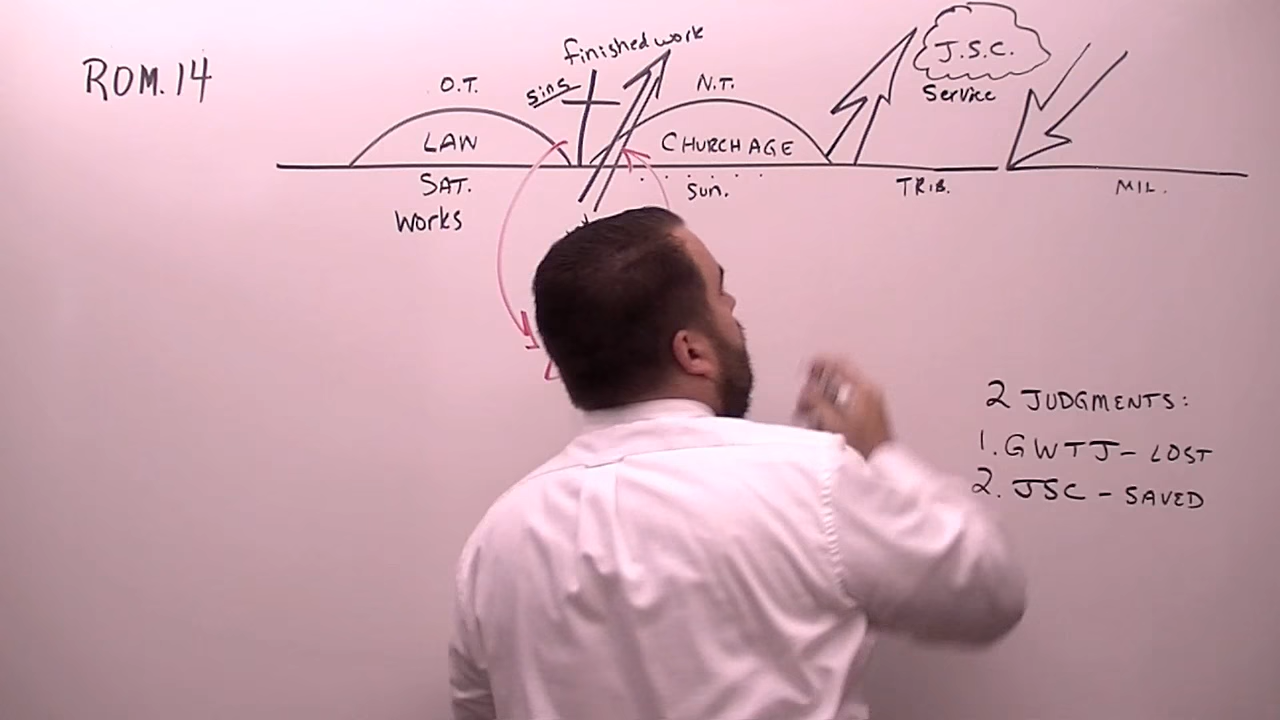 ROM. 14
finished work
sins
O.T.
LAW
SAT.
Works
N.T.
CHURCH AGE
Sun.
J.S.C.
Service
TRIB.
MIL.
2 JUDGMENTS:
1. GWTJ - LOST
2. JSC - SAVED